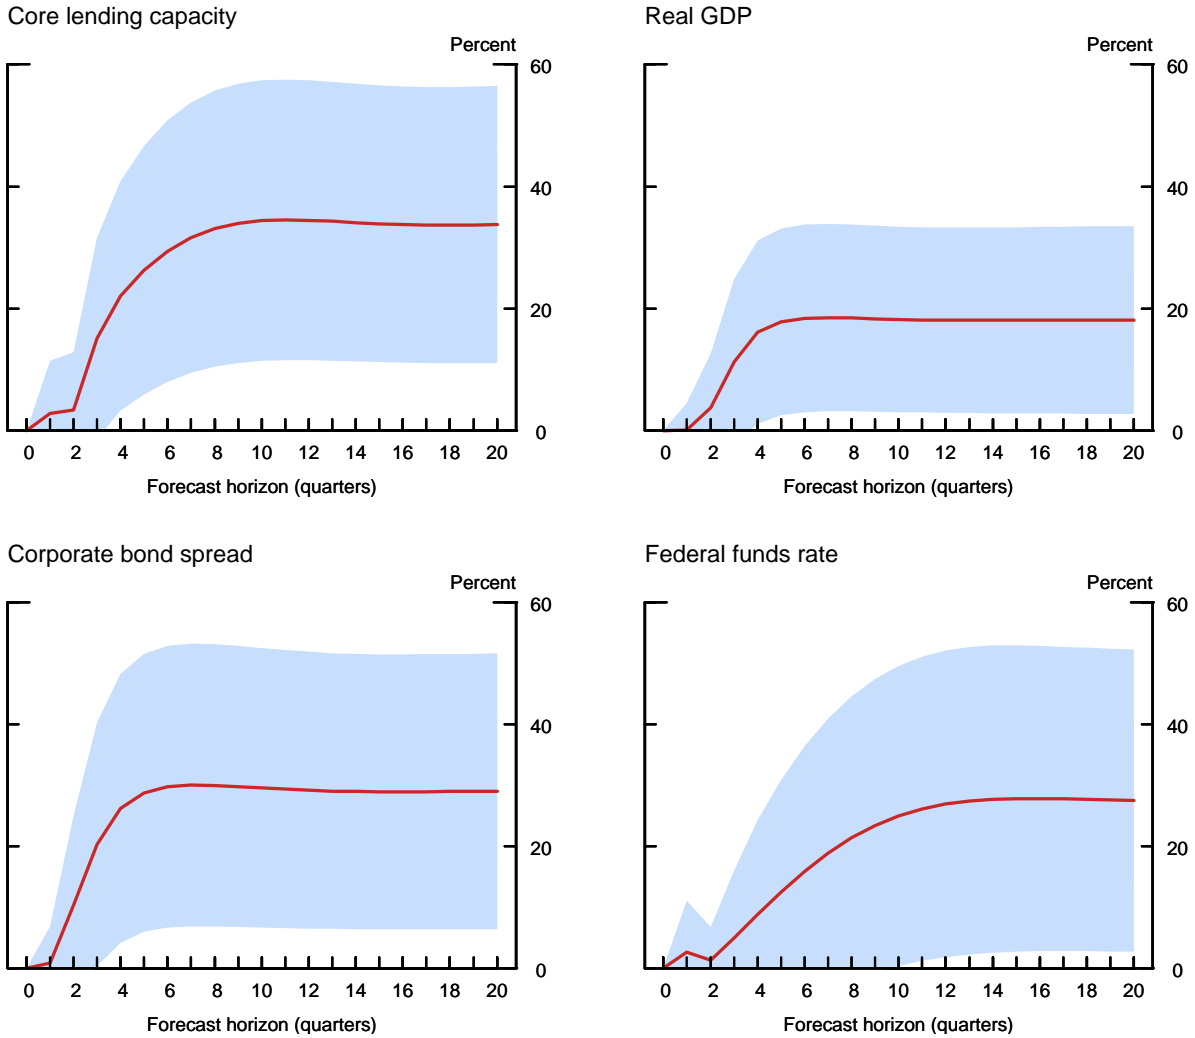 Core lending capacity
Percent
60
40
20
0
0 2 4 6 8 10 12 14 16 18 20
Forecast horizon (quarters)
Real GDP
Percent
60
40
20
0
0 2 4 6 8 10 12 14 16 18 20
Forecast horizon (quarters)
Corporate bond spread
Percent
60
40
20
0
0 2 4 6 8 10 12 14 16 18 20
Forecast horizon (quarters)
Federal funds rate
Percent
60
40
20
0
0 2 4 6 8 10 12 14 16 18 20
Forecast horizon (quarters)